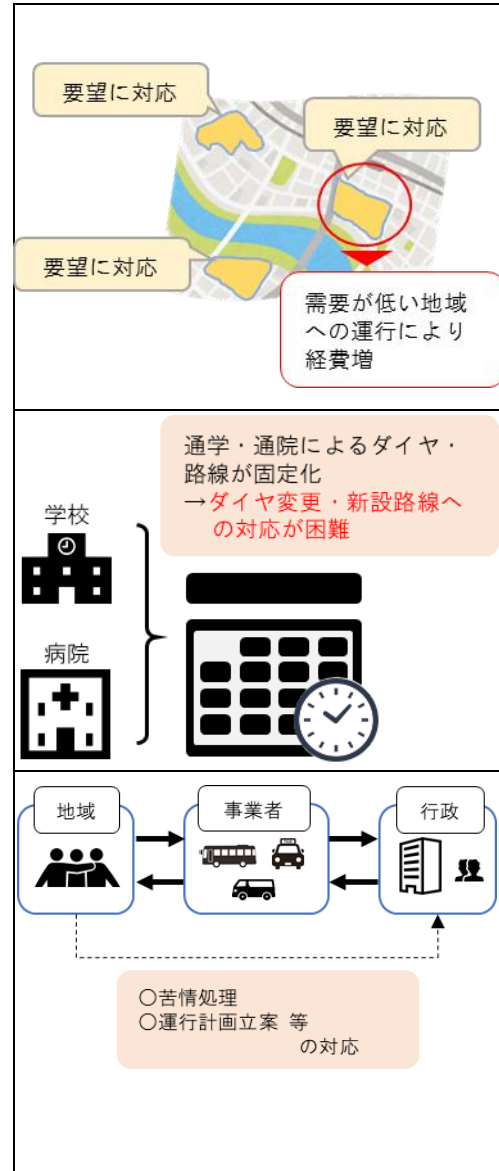 要望に対応
要望に対応
要望に対応
需要が低い地域
への運行により
経費増
通学・通院によるダイヤ・
路線が固定化
→ダイヤ変更・新設路線へ
の対応が困難
学校
病院
地域
事業者
行政
〇苦情処理
〇運行計画立案 等
の対応